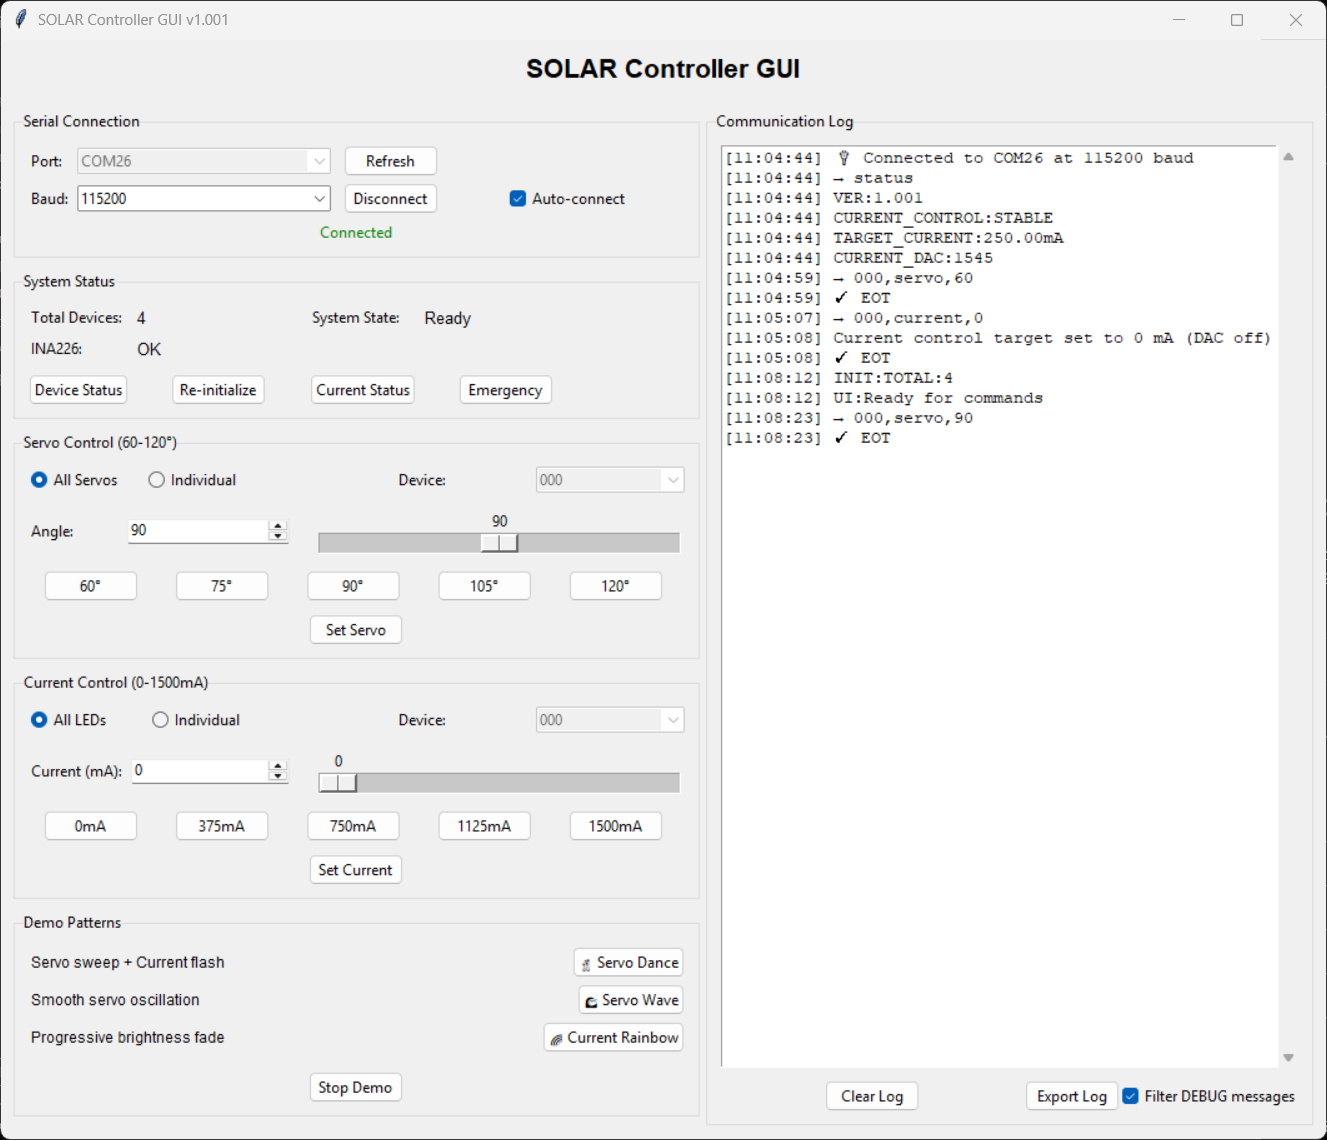 SOLAR Controller GUI v1.001
SOLAR Controller GUI
Serial Connection
Port: COM26 Refresh
Baud: 115200 Disconnect Auto-connect
Connected
System Status
Total Devices: 4 System State: Ready
INA226: OK
Device Status Re-initialize Current Status Emergency
Servo Control (60-120°)
All Servos Individual Device: 000
90
Angle: 90
60° 75° 90° 105° 120°
Set Servo
Current Control (0-1500mA)
All LEDs Individual Device: 000
0
Current (mA): 0
0mA 375mA 750mA 1125mA 1500mA
Set Current
Demo Patterns
Servo sweep + Current flash Servo Dance
Smooth servo oscillation Servo Wave
Progressive brightness fade Current Rainbow
Stop Demo
Communication Log
[11:04:44] Connected to COM26 at 115200 baud
[11:04:44] → status
[11:04:44] VER:1.001
[11:04:44] CURRENT_CONTROL:STABLE
[11:04:44] TARGET_CURRENT:250.00mA
[11:04:44] CURRENT_DAC:1545
[11:04:59] → 000,servo,60
[11:04:59] ✓ EOT
[11:05:07] → 000,current,0
[11:05:08] Current control target set to 0 mA (DAC off)
[11:05:08] ✓ EOT
[11:08:12] INIT:TOTAL:4
[11:08:12] UI:Ready for commands
[11:08:23] → 000,servo,90
[11:08:23] ✓ EOT
Clear Log Export Log Filter DEBUG messages